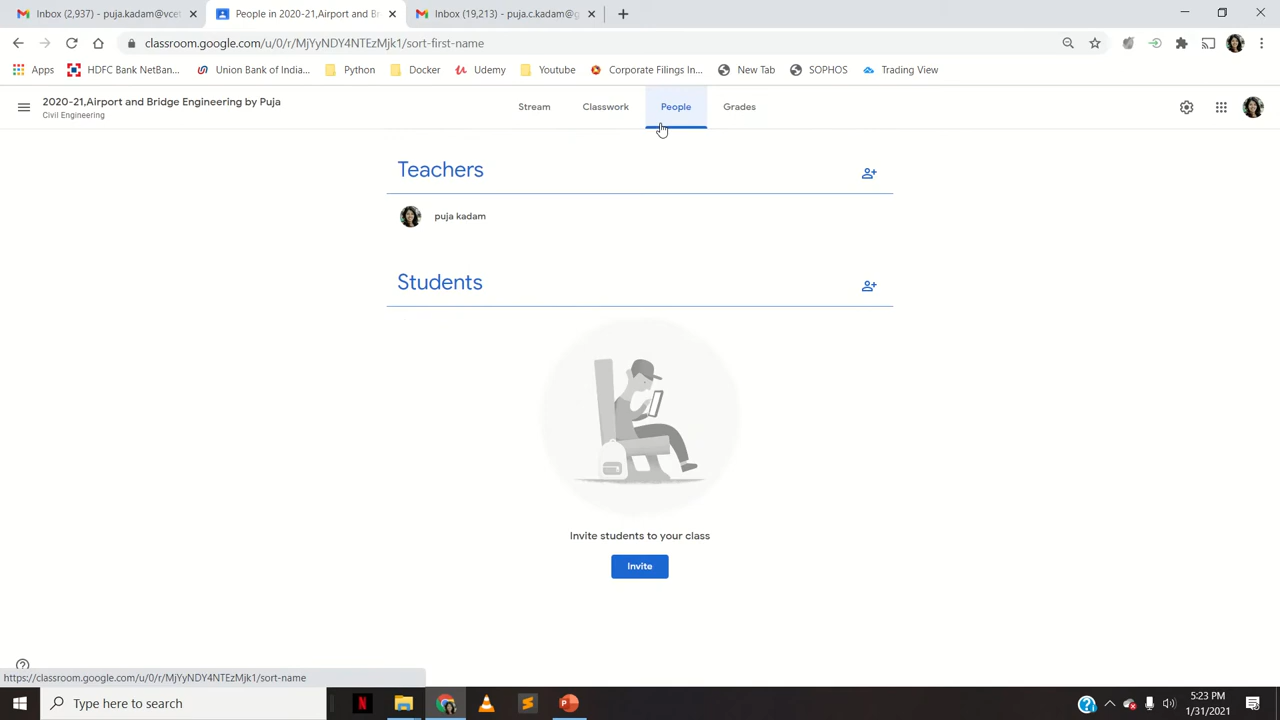 Inbox (2,937) - puja.kadam@vcet
People in 2020-21,Airport and Br
Inbox (19,213) - puja.c.kadam@g
classroom.google.com/u/0/r/MjYyNDY4NTEzMjk1/sort-first-name
Apps
HDFC Bank NetBan...
Union Bank of India...
Python
Docker
Udemy
Youtube
Corporate Filings In...
New Tab
SOPHOS
Trading View
2020-21,Airport and Bridge Engineering by Puja
Civil Engineering
Stream
Classwork
People
Grades
Teachers
puja kadam
Students
Invite students to your class
Invite
https://classroom.google.com/u/0/r/MjYyNDY4NTEzMjk1/sort-name
Type here to search
N
5:23 PM
1/31/2021